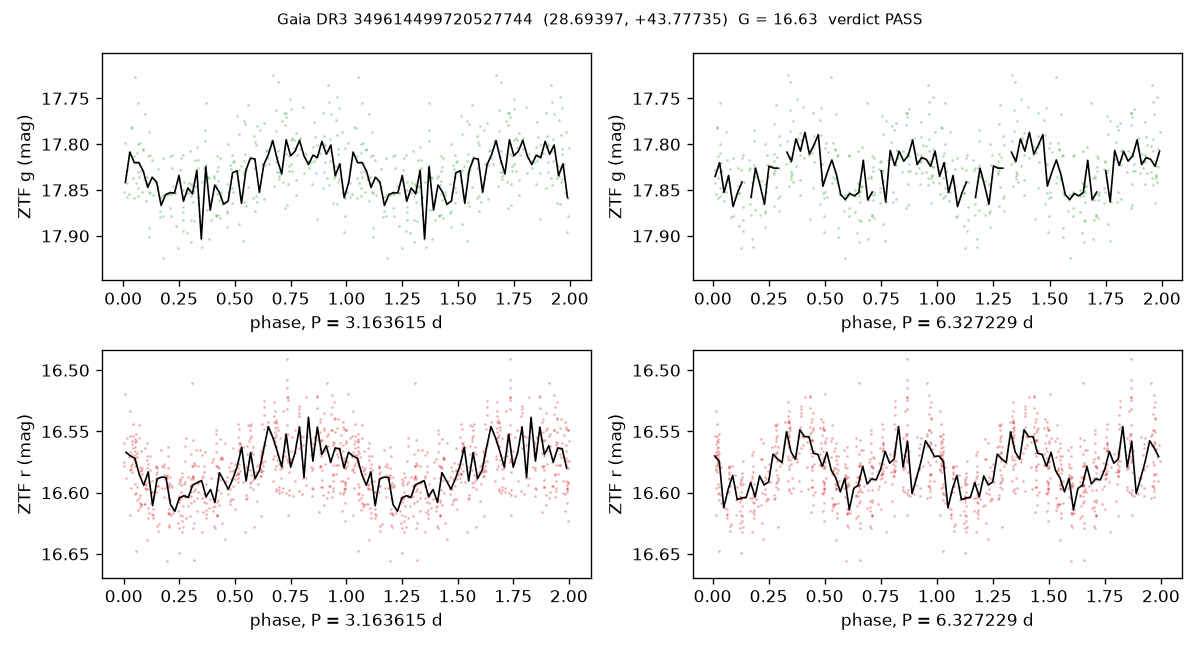 Gaia DR3 349614499720527744  (28.69397, +43.77735)  G = 16.63  verdict PASS
ZTF g (mag)
17.75
17.80
17.85
17.90
0.00 0.25 0.50 0.75 1.00 1.25 1.50 1.75 2.00
phase, P = 3.163615 d
ZTF g (mag)
17.75
17.80
17.85
17.90
0.00 0.25 0.50 0.75 1.00 1.25 1.50 1.75 2.00
phase, P = 6.327229 d
ZTF r (mag)
16.50
16.55
16.60
16.65
0.00 0.25 0.50 0.75 1.00 1.25 1.50 1.75 2.00
phase, P = 3.163615 d
ZTF r (mag)
16.50
16.55
16.60
16.65
0.00 0.25 0.50 0.75 1.00 1.25 1.50 1.75 2.00
phase, P = 6.327229 d